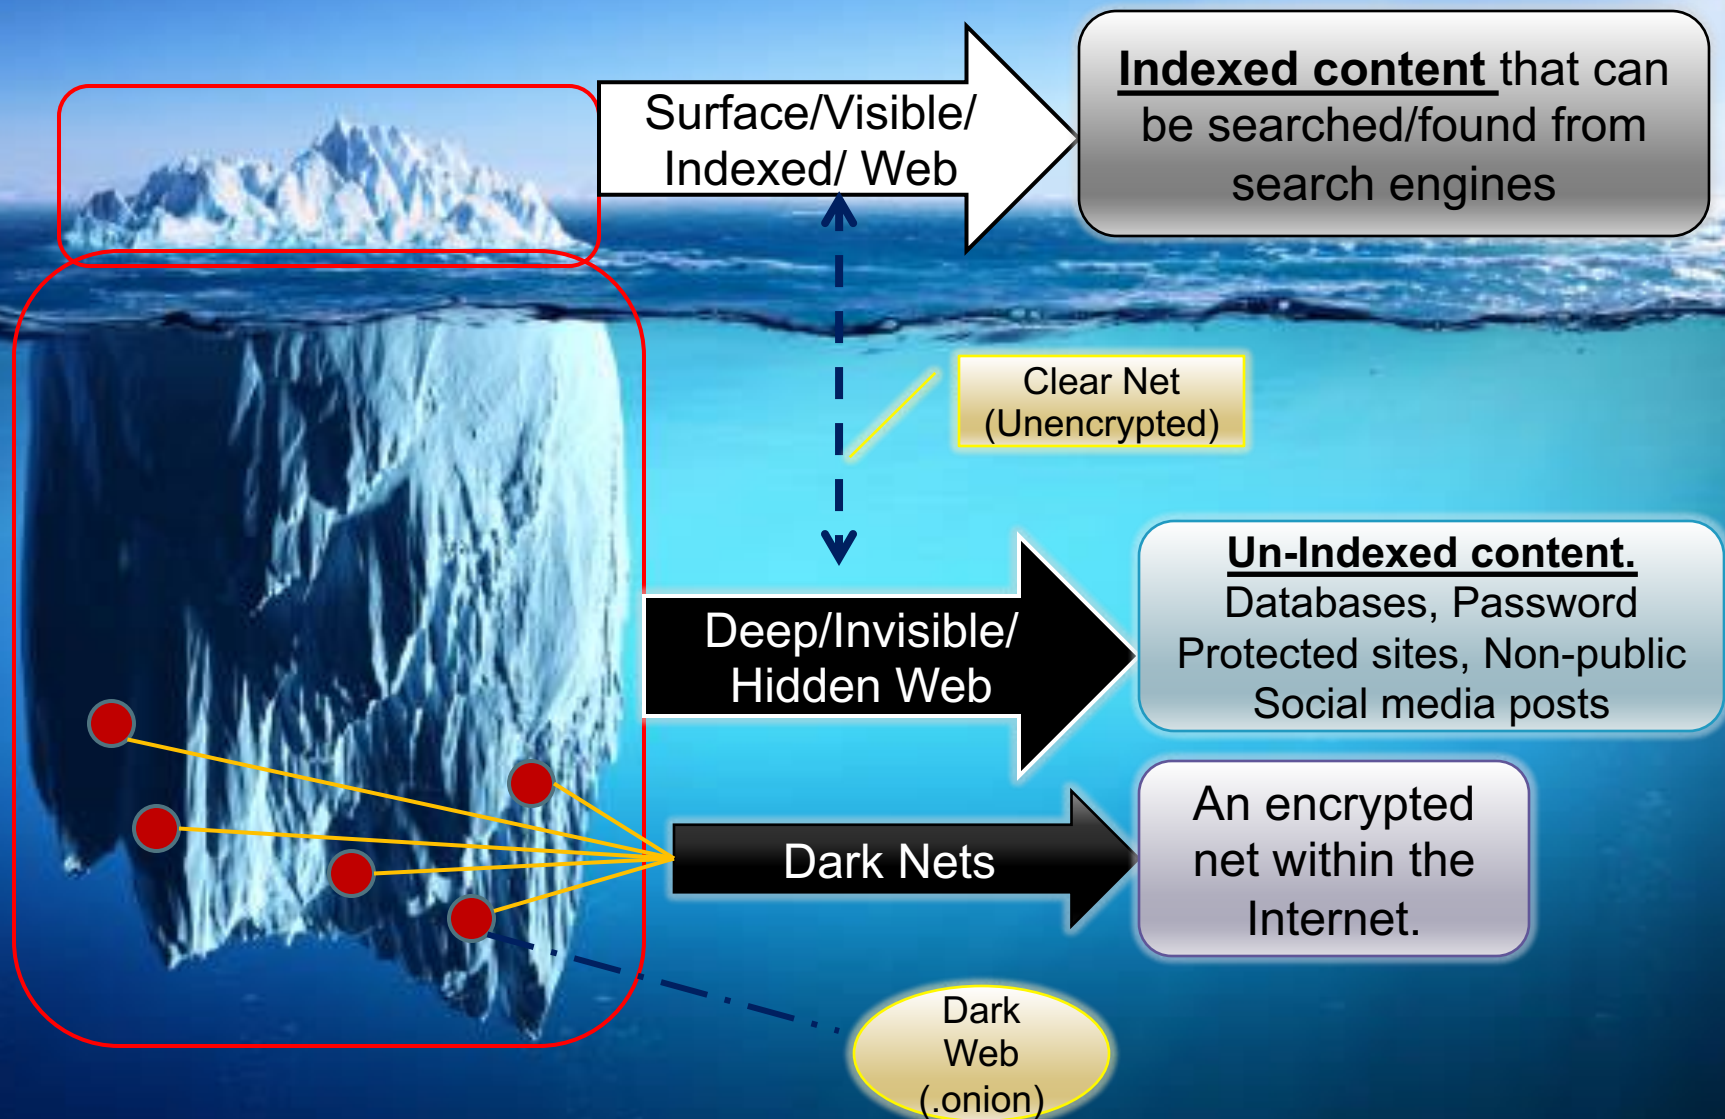 Surface/Visible/
Indexed/ Web
Indexed content that can
be searched/found from
search engines
Clear Net
(Unencrypted)
Deep/Invisible/
Hidden Web
Un-Indexed content.
Databases, Password
Protected sites, Non-public
Social media posts
Dark Nets
An encrypted
net within the
Internet.
Dark
Web
(.onion)